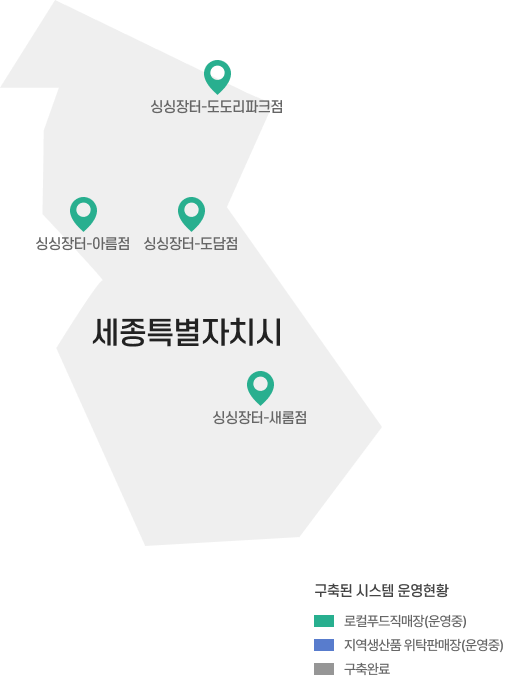 싱싱장터-도도리파크점
싱싱장터-아름점
싱싱장터-도담점
세종특별자치시
싱싱장터-새롬점
구축된 시스템 운영현황
로컬푸드직매장(운영중)
지역생산품 위탁판매장(운영중)
구축완료